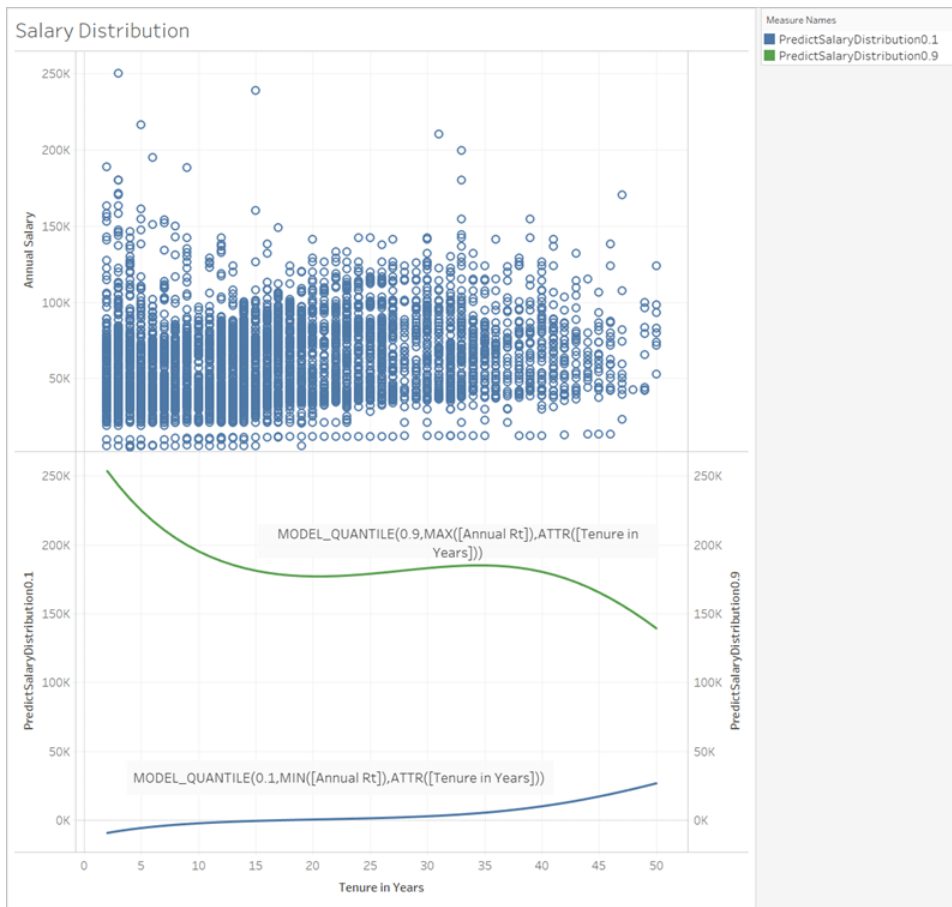 Salary Distribution
Measure Names
PredictSalaryDistribution0.1
PredictSalaryDistribution0.9
250K
200K
150K
100K
50K
Annual Salary
250K
200K
150K
100K
50K
0K
PredictSalaryDistribution0.1
MODEL_QUANTILE(0.9,MAX([Annual Rt]),ATTR([Tenure in
Years]))
MODEL_QUANTILE(0.1,MIN([Annual Rt]),ATTR([Tenure in Years]))
250K
200K
150K
100K
50K
0K
PredictSalaryDistribution0.9
0 5 10 15 20 25 30 35 40 45 50
Tenure in Years